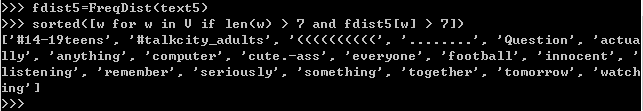 >>> fdist5=FreqDist(text5)
>>> sorted([w for w in V if len(w) > 7 and fdist5[w] > 7])
['#14-19teens', '#talkcity_adults', '((((((((((', '........', 'Question', 'actua
lly', 'anything', 'computer', 'cute.-ass', 'everyone', 'football', 'innocent', '
listening', 'remember', 'seriously', 'something', 'together', 'tomorrow', 'watch
ing']
>>>